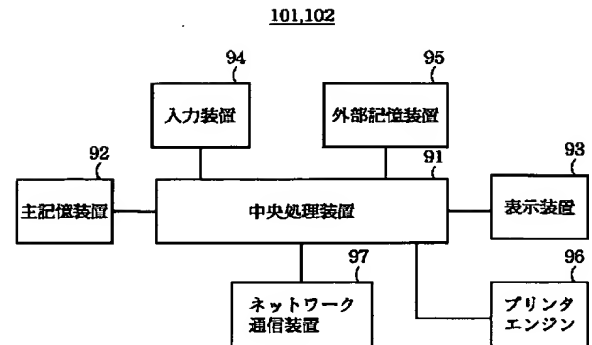 101,102
94
入力装置
95
外部記憶装置
92
主記憶装置
91
中央処理装置
93
表示装置
97
ネットワーク
通信装置
96
プリンタ
エンジン